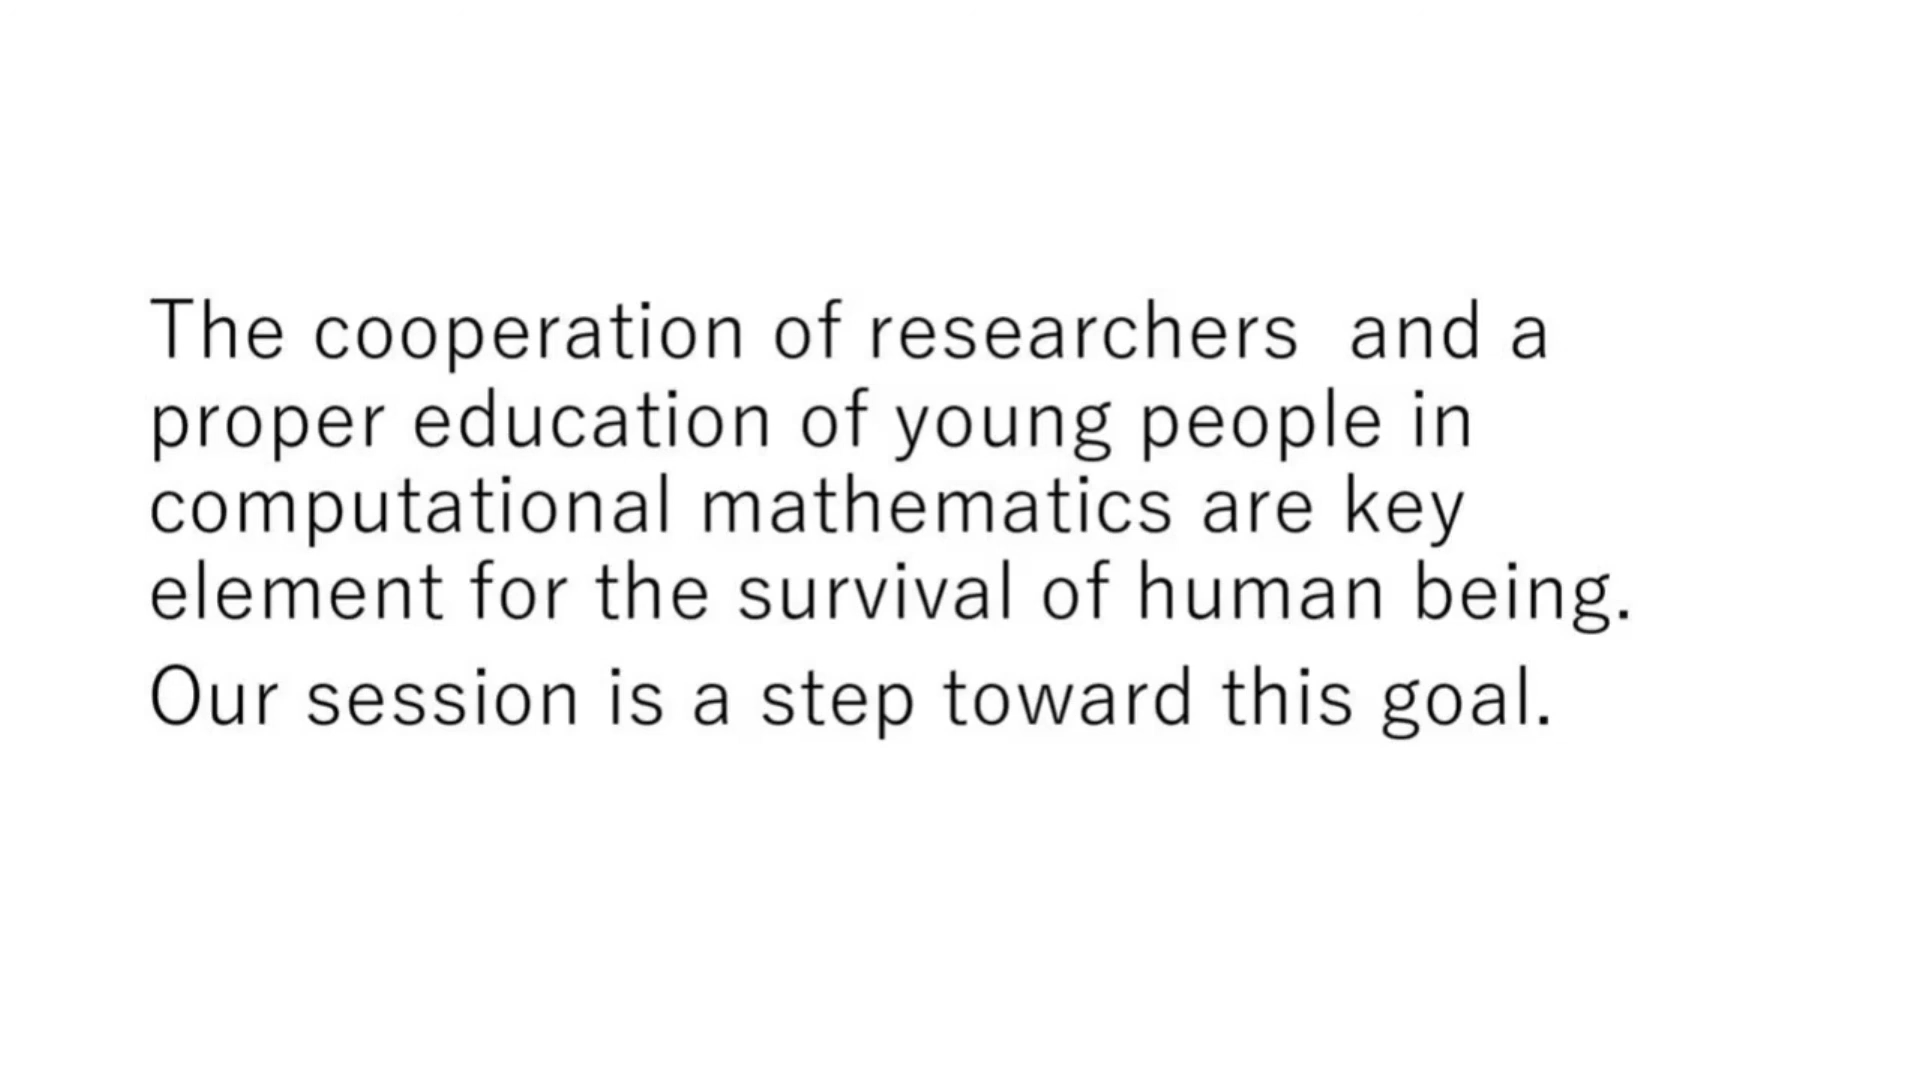 The cooperation of researchers  and a
proper education of young people in
computational mathematics are key
element for the survival of human being.
Our session is a step toward this goal.